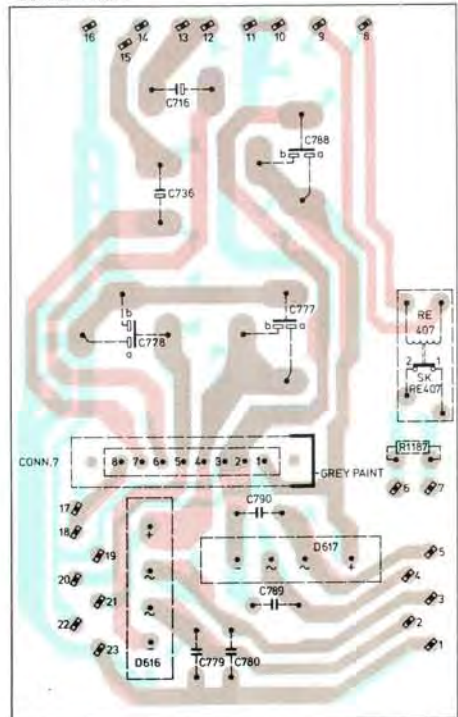 16 15 14 13 12 11 10 9 8
C716
C788
b a
C736
b
C778
a
C777
b a
RE
407
2 1
SK
RE407
R1187
CONN.7
8 7 6 5 4 3 2 1
GREY PAINT
6 7
C790
17
18
19
20
21
22
23
+
~
~
-
D616
D617
- ~ ~ +
C789
C779 C780
5
4
3
2
1